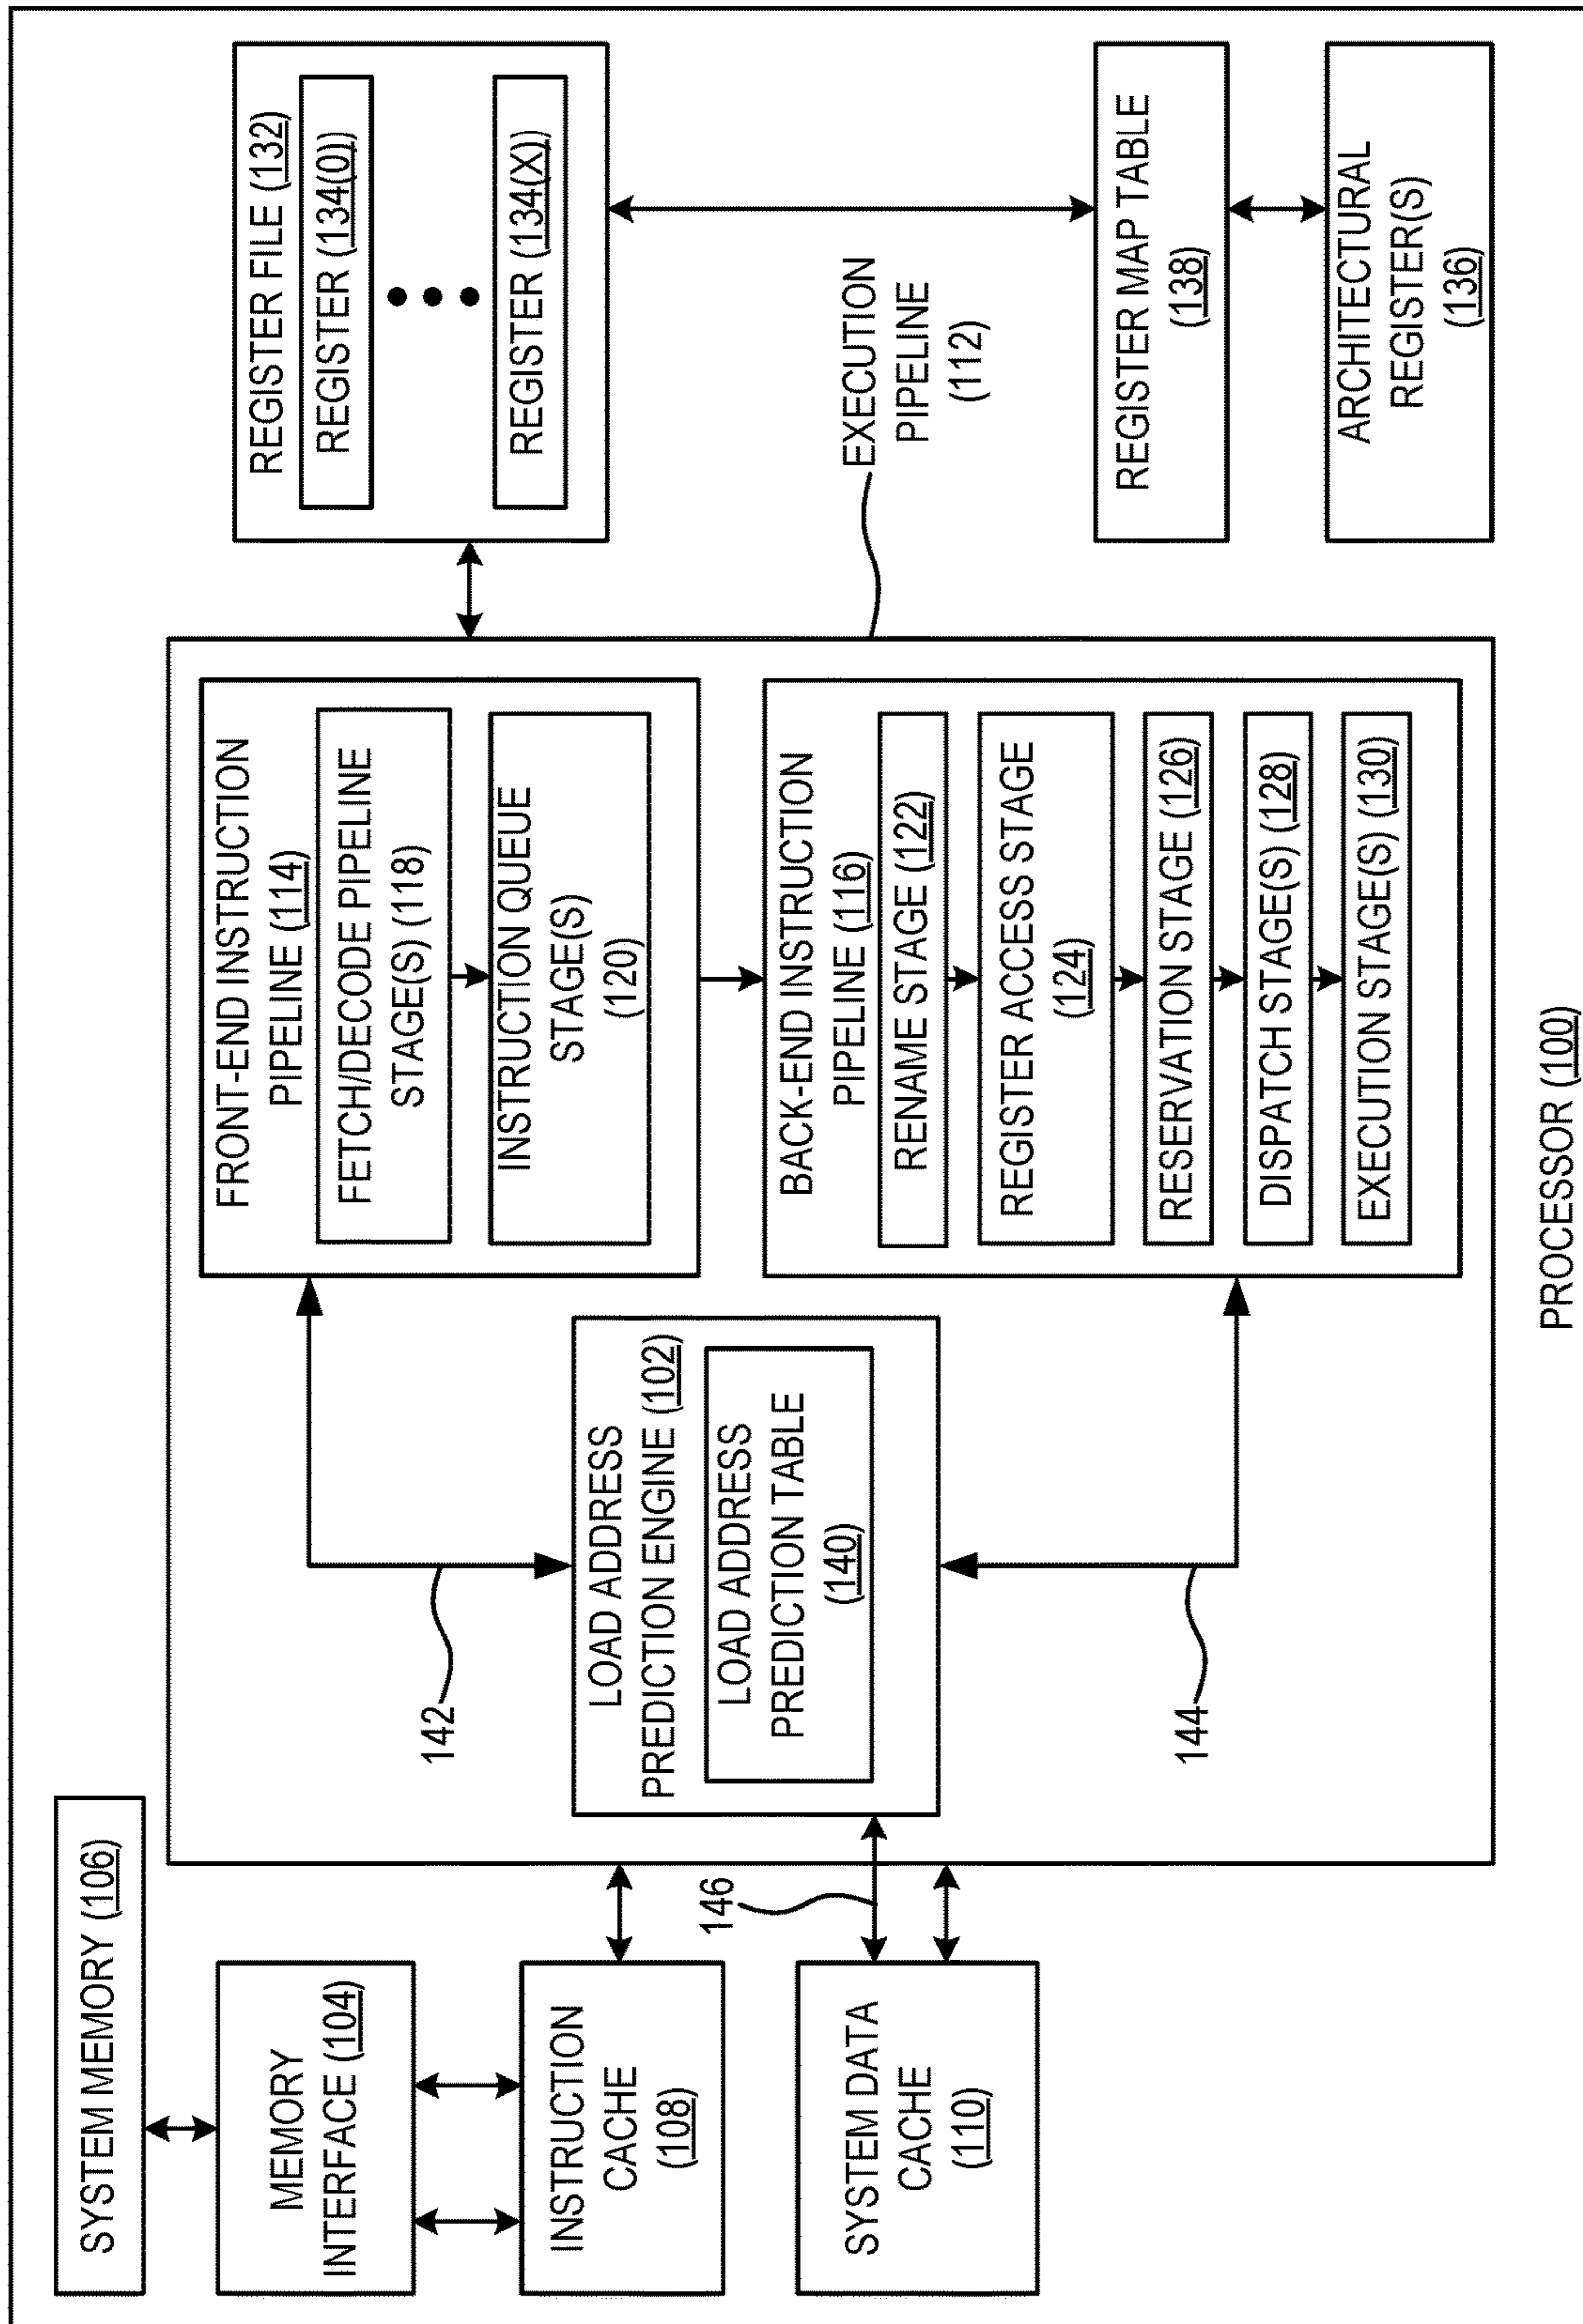 SYSTEM MEMORY (106)
MEMORY
INTERFACE (104)
INSTRUCTION
CACHE
(108)
SYSTEM DATA
CACHE
(110)
146
142
LOAD ADDRESS
PREDICTION ENGINE (102)
LOAD ADDRESS
PREDICTION TABLE
(140)
144
FRONT-END INSTRUCTION
PIPELINE (114)
FETCH/DECODE PIPELINE
STAGE(S) (118)
INSTRUCTION QUEUE
STAGE(S)
(120)
BACK-END INSTRUCTION
PIPELINE (116)
RENAME STAGE (122)
REGISTER ACCESS STAGE
(124)
RESERVATION STAGE (126)
DISPATCH STAGE(S) (128)
EXECUTION STAGE(S) (130)
REGISTER FILE (132)
REGISTER (134(0))
REGISTER (134(X))
EXECUTION
PIPELINE
(112)
REGISTER MAP TABLE
(138)
ARCHITECTURAL
REGISTER(S)
(136)
PROCESSOR (100)